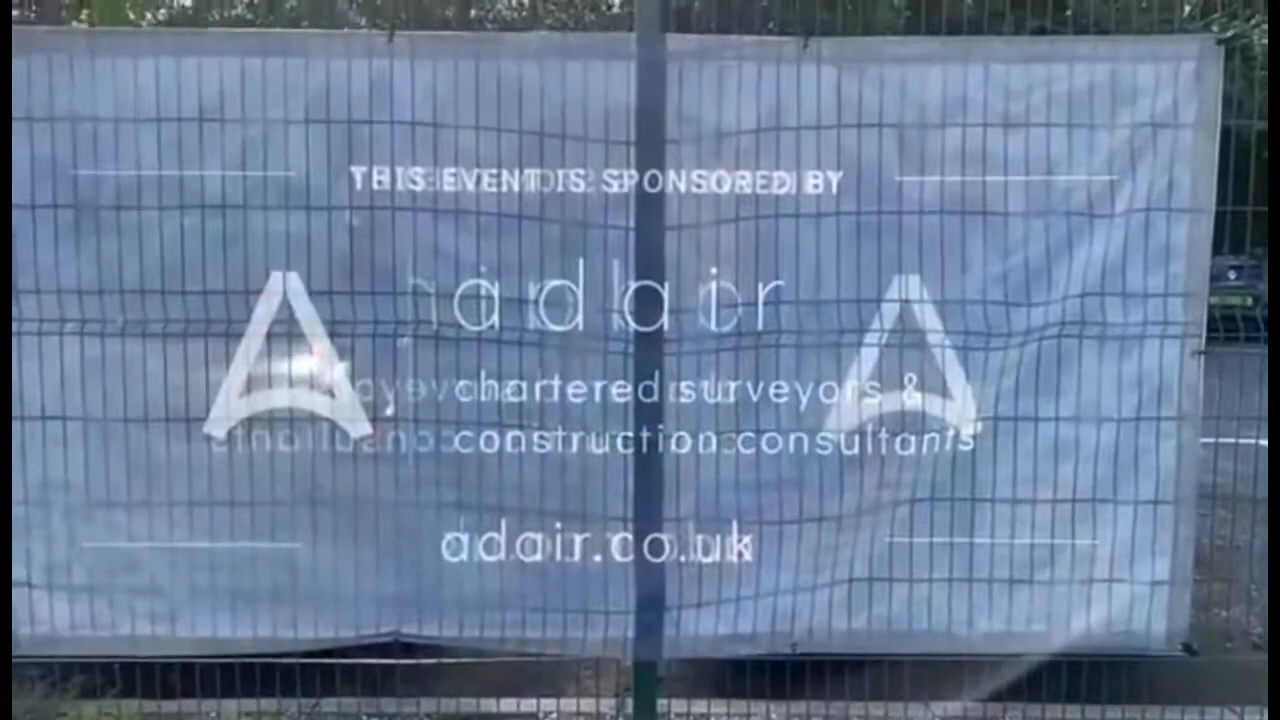 THIS EVENT IS SPONSORED BY
adair
chartered surveyors &
construction consultants
adair.co.uk